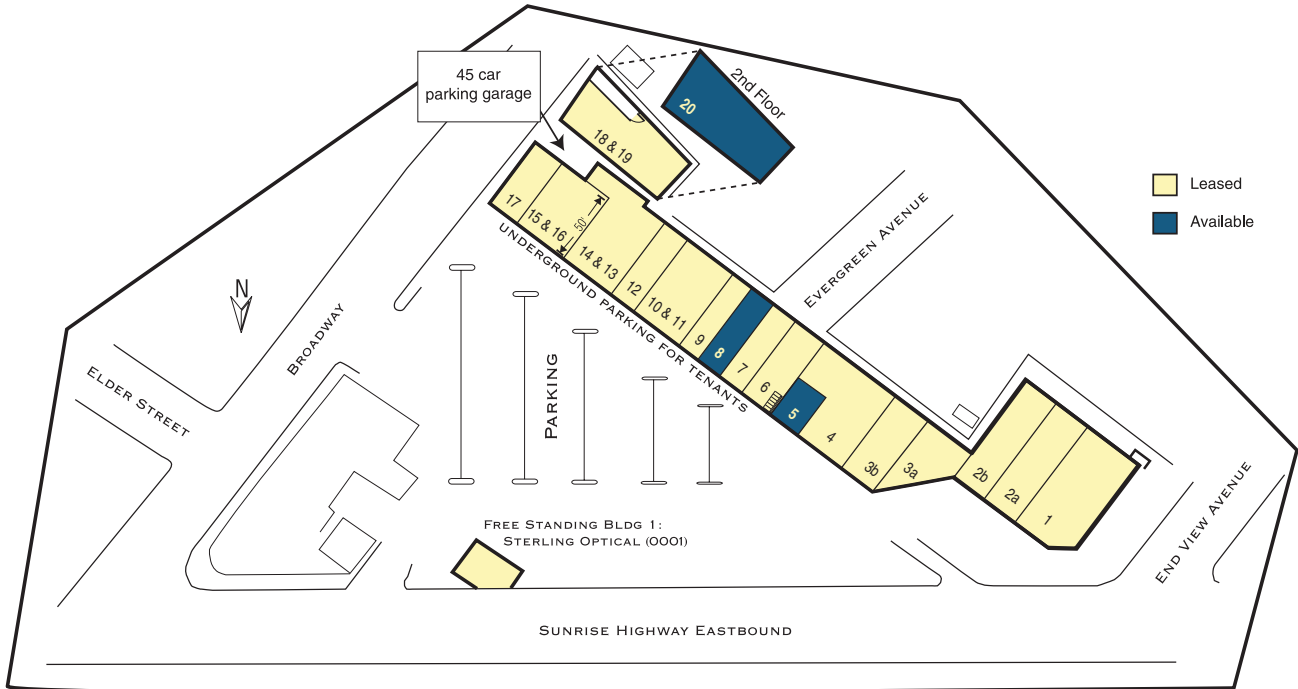 45 car
parking garage
2nd Floor
20
18 & 19
Leased
Available
17
15 & 16
50'
14 & 13
12
10 & 11
9
8
7
6
5
4
3b
3a
2b
2a
1
UNDERGROUND PARKING FOR TENANTS
EVERGREEN AVENUE
N
BROADWAY
ELDER STREET
PARKING
END VIEW AVENUE
FREE STANDING BLDG 1:
STERLING OPTICAL (0001)
SUNRISE HIGHWAY EASTBOUND